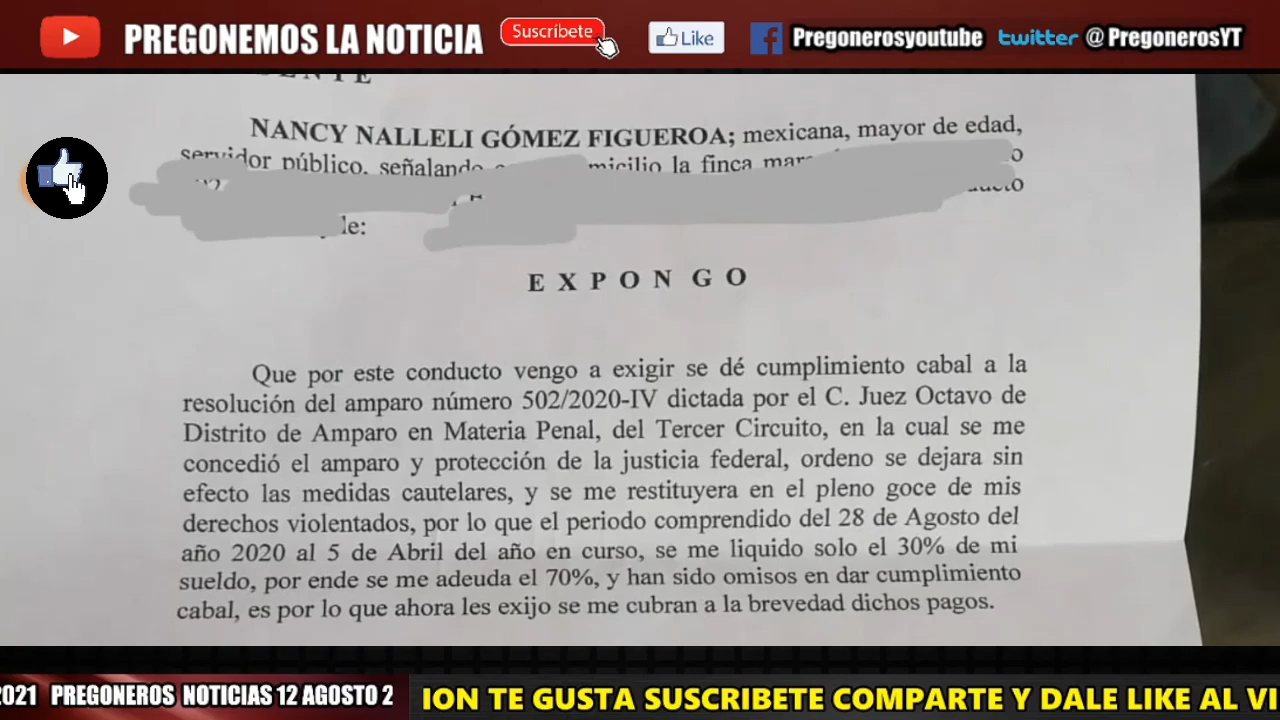 PREGONEMOS LA NOTICIA
Suscríbete
Like
Pregonerosyoutube
twitter @PregonerosYT
NANCY NALLELI GÓMEZ FIGUEROA; mexicana, mayor de edad,
servidor público, señalando la finca
le:
E X P O N G O
Que por este conducto vengo a exigir se dé cumplimiento cabal a la
resolución del amparo número 502/2020-IV dictada por el C. Juez Octavo de
Distrito de Amparo en Materia Penal, del Tercer Circuito, en la cual se me
concedió el amparo y protección de la justicia federal, ordeno se dejara sin
efecto las medidas cautelares, y se me restituyera en el pleno goce de mis
derechos violentados, por lo que el periodo comprendido del 28 de Agosto del
año 2020 al 5 de Abril del año en curso, se me liquido solo el 30% de mi
sueldo, por ende se me adeuda el 70%, y han sido omisos en dar cumplimiento
cabal, es por lo que ahora les exijo se me cubran a la brevedad dichos pagos.
2021 PREGONEROS NOTICIAS 12 AGOSTO 2
ION TE GUSTA SUSCRIBETE COMPARTE Y DALE LIKE AL VI